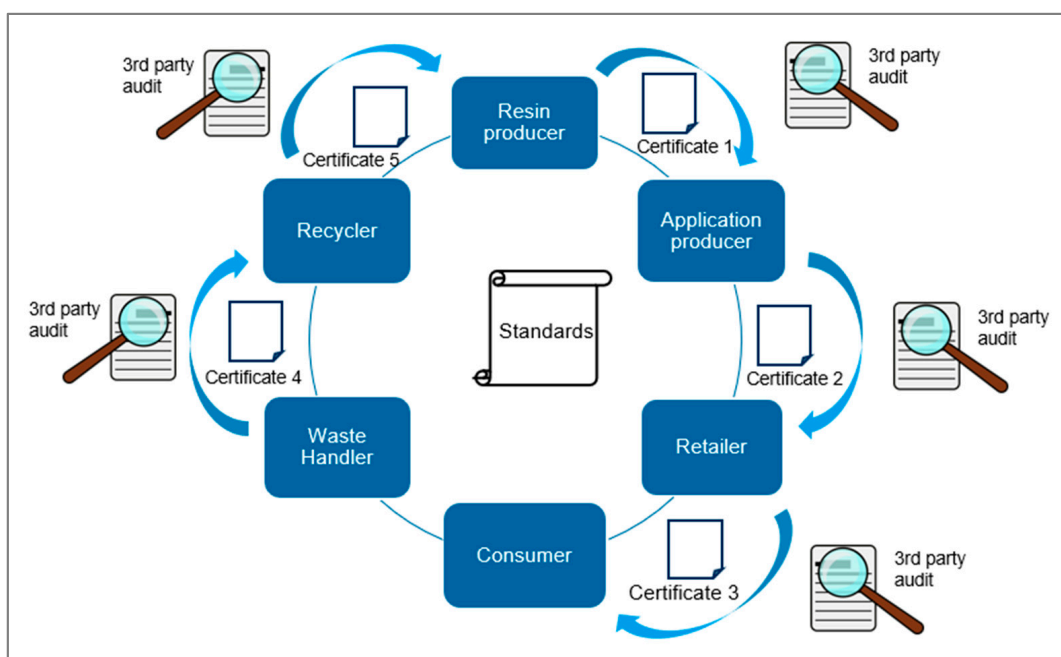 3rd party
audit
Certificate 5
Resin
producer
Certificate 1
3rd party
audit
Recycler
Application
producer
Standards
3rd party
audit
Certificate 4
Certificate 2
3rd party
audit
Waste
Handler
Retailer
Consumer
Certificate 3
3rd party
audit